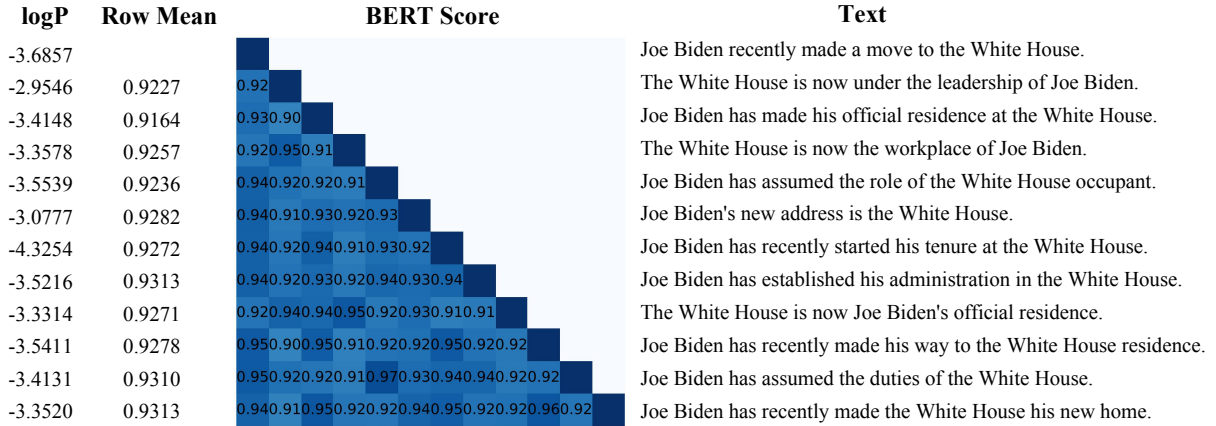 logP Row Mean BERT Score Text
-3.6857 Joe Biden recently made a move to the White House.
-2.9546 0.9227 0.92 The White House is now under the leadership of Joe Biden.
-3.4148 0.9164 0.93 0.90 Joe Biden has made his official residence at the White House.
-3.3578 0.9257 0.92 0.95 0.91 The White House is now the workplace of Joe Biden.
-3.5539 0.9236 0.94 0.92 0.92 0.91 Joe Biden has assumed the role of the White House occupant.
-3.0777 0.9282 0.94 0.91 0.93 0.92 0.93 Joe Biden's new address is the White House.
-4.3254 0.9272 0.94 0.92 0.94 0.91 0.93 0.92 Joe Biden has recently started his tenure at the White House.
-3.5216 0.9313 0.94 0.92 0.93 0.92 0.94 0.93 0.94 Joe Biden has established his administration in the White House.
-3.3314 0.9271 0.92 0.94 0.94 0.95 0.92 0.93 0.91 0.91 The White House is now Joe Biden's official residence.
-3.5411 0.9278 0.95 0.90 0.95 0.91 0.92 0.92 0.95 0.92 0.92 Joe Biden has recently made his way to the White House residence.
-3.4131 0.9310 0.95 0.92 0.92 0.91 0.97 0.93 0.94 0.94 0.92 0.92 Joe Biden has assumed the duties of the White House.
-3.3520 0.9313 0.94 0.91 0.95 0.92 0.92 0.94 0.95 0.92 0.92 0.96 0.92 Joe Biden has recently made the White House his new home.